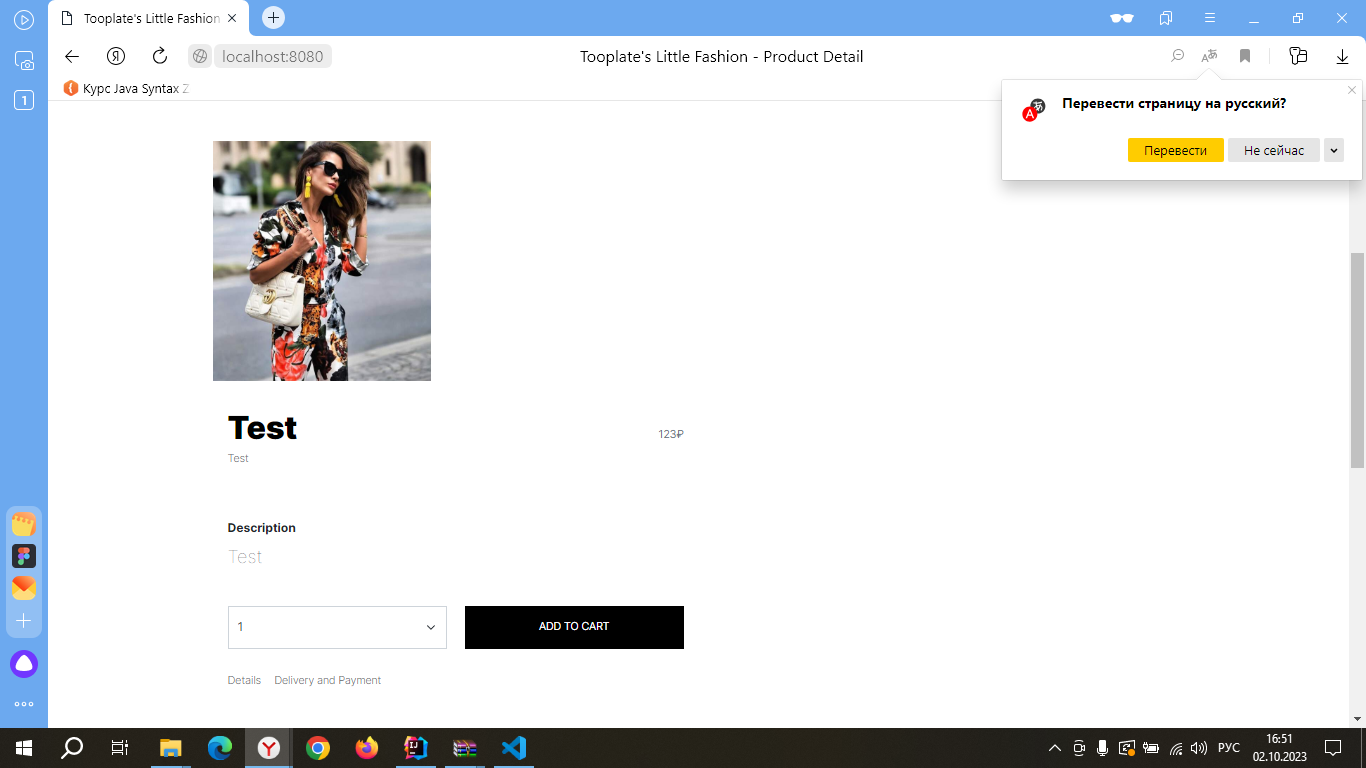 Tooplate's Little Fashion
localhost:8080
Tooplate's Little Fashion - Product Detail
Курс Java Syntax Z
1
Перевести страницу на русский?
Перевести
Не сейчас
Test
123₽
Test
Description
Test
1
ADD TO CART
Details
Delivery and Payment
РУС
16:51
02.10.2023